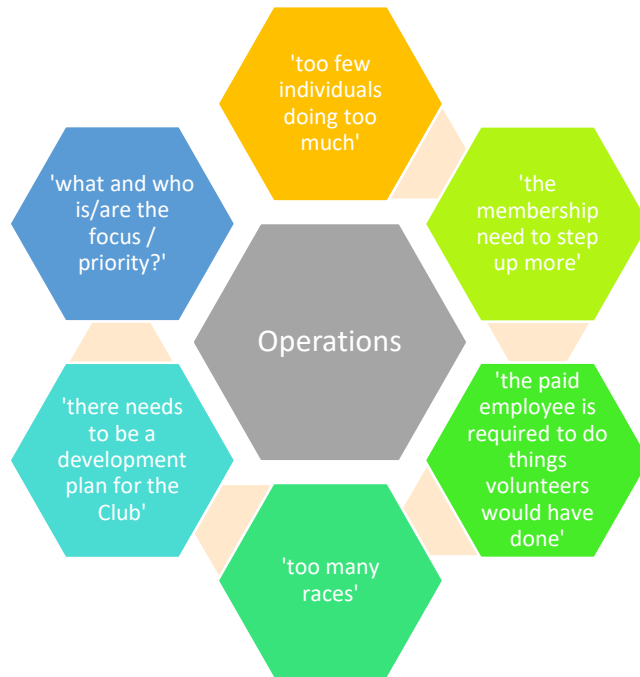 'too few
individuals
doing too
much'
'the
membership
need to step
up more'
'the paid
employee is
required to do
things
volunteers
would have
done'
'too many
races'
'there needs
to be a
development
plan for the
Club'
'what and who
is/are the
focus /
priority?'
Operations